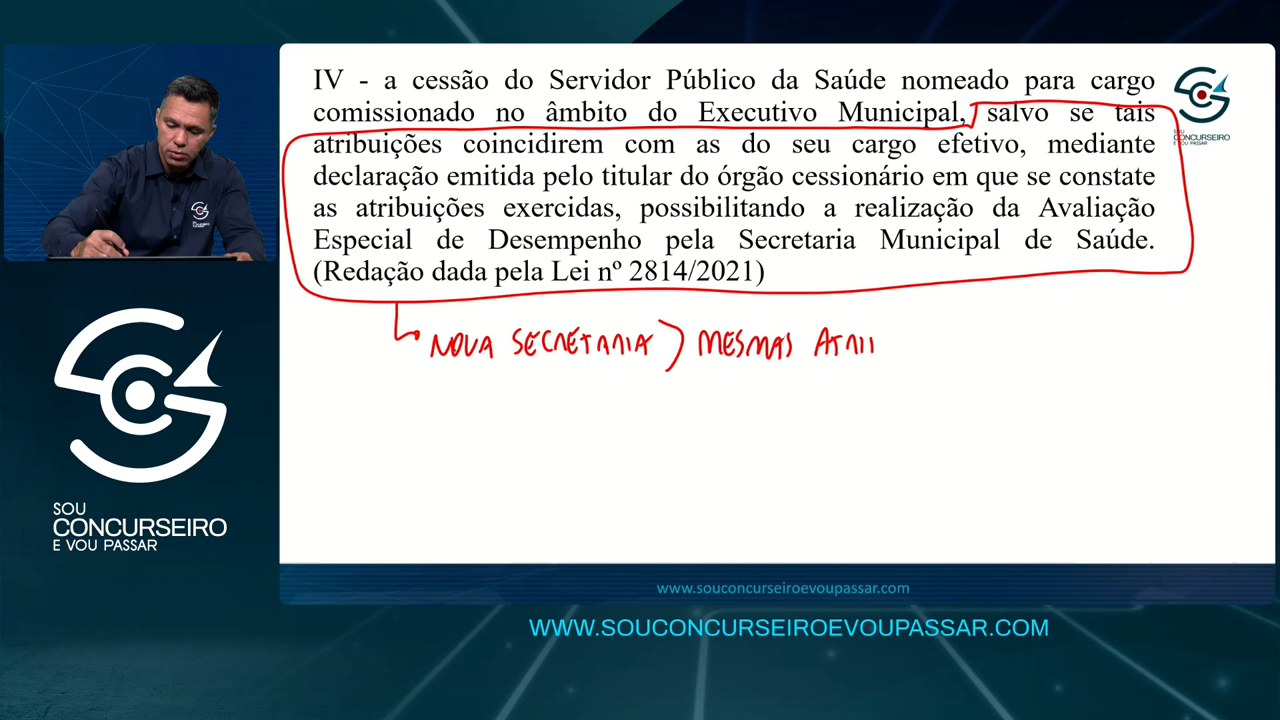 IV - a cessão do Servidor Público da Saúde nomeado para cargo
comissionado no âmbito do Executivo Municipal, salvo se tais
atribuições coincidirem com as do seu cargo efetivo, mediante
declaração emitida pelo titular do órgão cessionário em que se constate
as atribuições exercidas, possibilitando a realização da Avaliação
Especial de Desempenho pela Secretaria Municipal de Saúde.
(Redação dada pela Lei nº 2814/2021)
NOVA SECRETARIA } MESMAS
SOU
CONCURSEIRO
E VOU PASSAR
SOU
CONCURSEIRO
E VOU PASSAR
www.souconcurseiroevoupassar.com
WWW.SOUCONCURSEIROEVOUPASSAR.COM